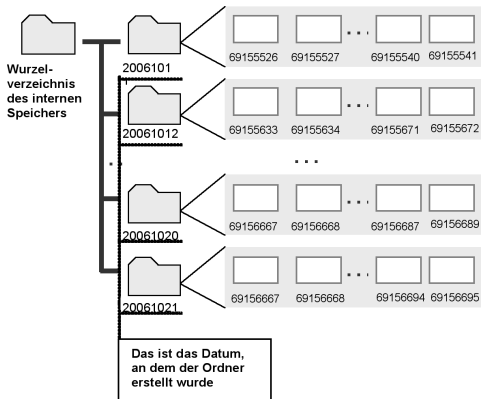 Wurzel-
verzeichnis
des internen
Speichers
2006101
1
69155526 69155527 69155540 69155541
20061012
69155633 69155634 69155671 69155672
20061020
69156667 69156668 69156687 69156689
20061021
69156667 69156668 69156694 69156695
Das ist das Datum,
an dem der Ordner
erstellt wurde